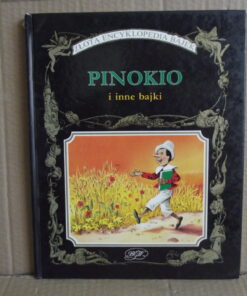 ZŁOTA ENCYKLOPEDIA BAJEK
PINOKIO
i inne bajki